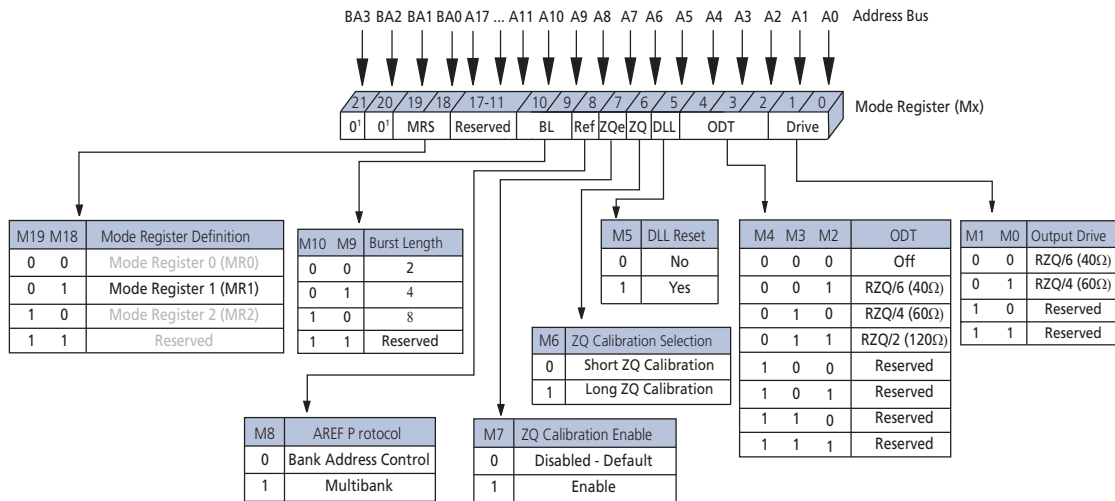 BA3 BA2 BA1 BA0 A17 ... A11 A10 A9 A8 A7 A6 A5 A4 A3 A2 A1 A0 Address Bus
21 20 19 18 17-11 10 9 8 7 6 5 4 3 2 1 0 Mode Register (Mx)
0¹ 0¹ MRS Reserved BL Ref ZQe ZQ DLL ODT Drive
M19 M18 Mode Register Definition
0 0 Mode Register 0 (MR0)
0 1 Mode Register 1 (MR1)
1 0 Mode Register 2 (MR2)
1 1 Reserved
M10 M9 Burst Length
0 0 2
0 1 4
1 0 8
1 1 Reserved
M5 DLL Reset
0 No
1 Yes
M4 M3 M2 ODT
0 0 0 Off
0 0 1 RZQ/6 (40Ω)
0 1 0 RZQ/4 (60Ω)
0 1 1 RZQ/2 (120Ω)
1 0 0 Reserved
1 0 1 Reserved
1 1 0 Reserved
1 1 1 Reserved
M1 M0 Output Drive
0 0 RZQ/6 (40Ω)
0 1 RZQ/4 (60Ω)
1 0 Reserved
1 1 Reserved
M6 ZQ Calibration Selection
0 Short ZQ Calibration
1 Long ZQ Calibration
M8 AREF P rotocol
0 Bank Address Control
1 Multibank
M7 ZQ Calibration Enable
0 Disabled - Default
1 Enable